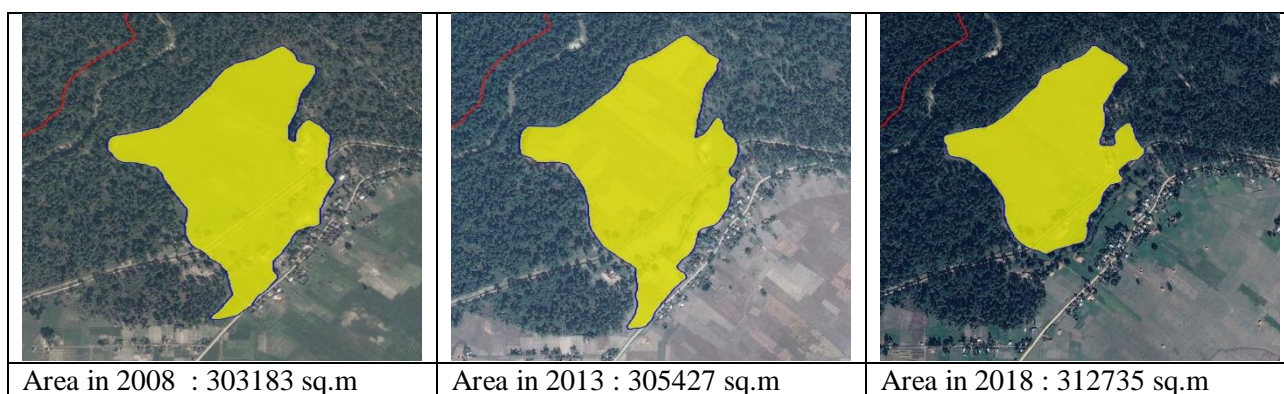 Area in 2008 : 303183 sq.m
Area in 2013 : 305427 sq.m
Area in 2018 : 312735 sq.m